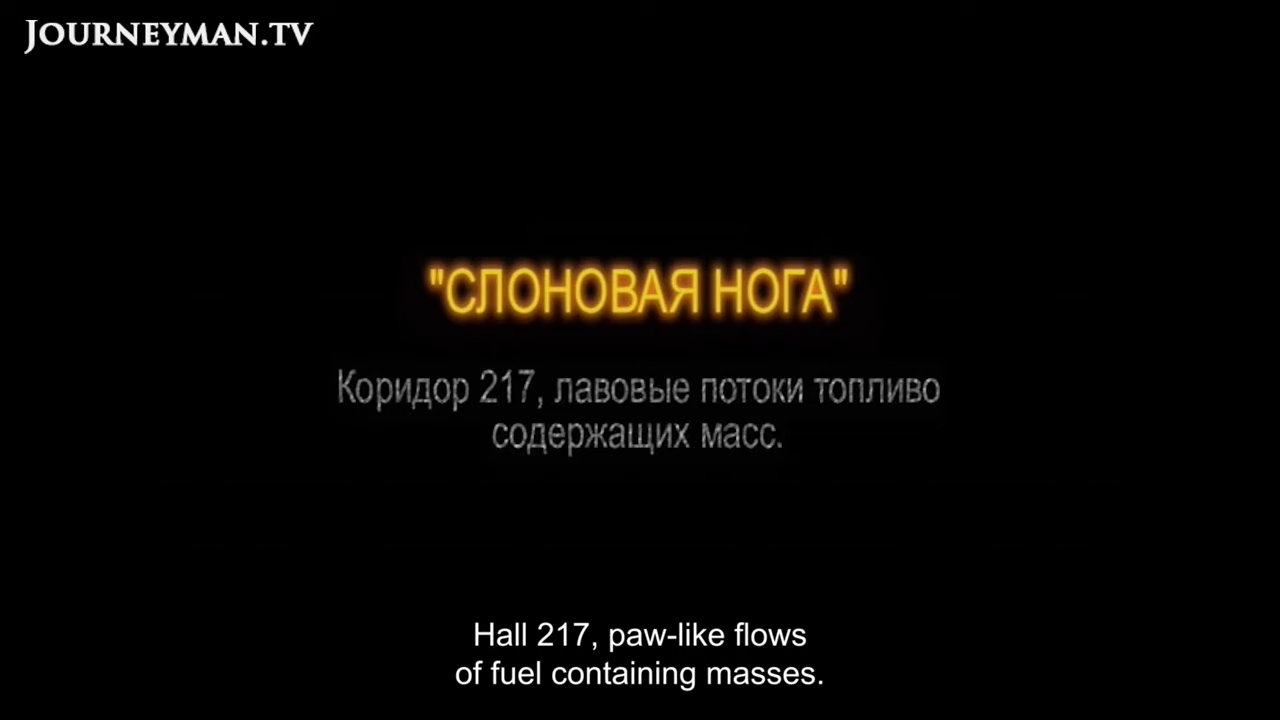 JOURNEYMAN.TV
"СЛОНОВАЯ НОГА"
Коридор 217, лавовые потоки топливо
содержащих масс.
Hall 217, paw-like flows
of fuel containing masses.